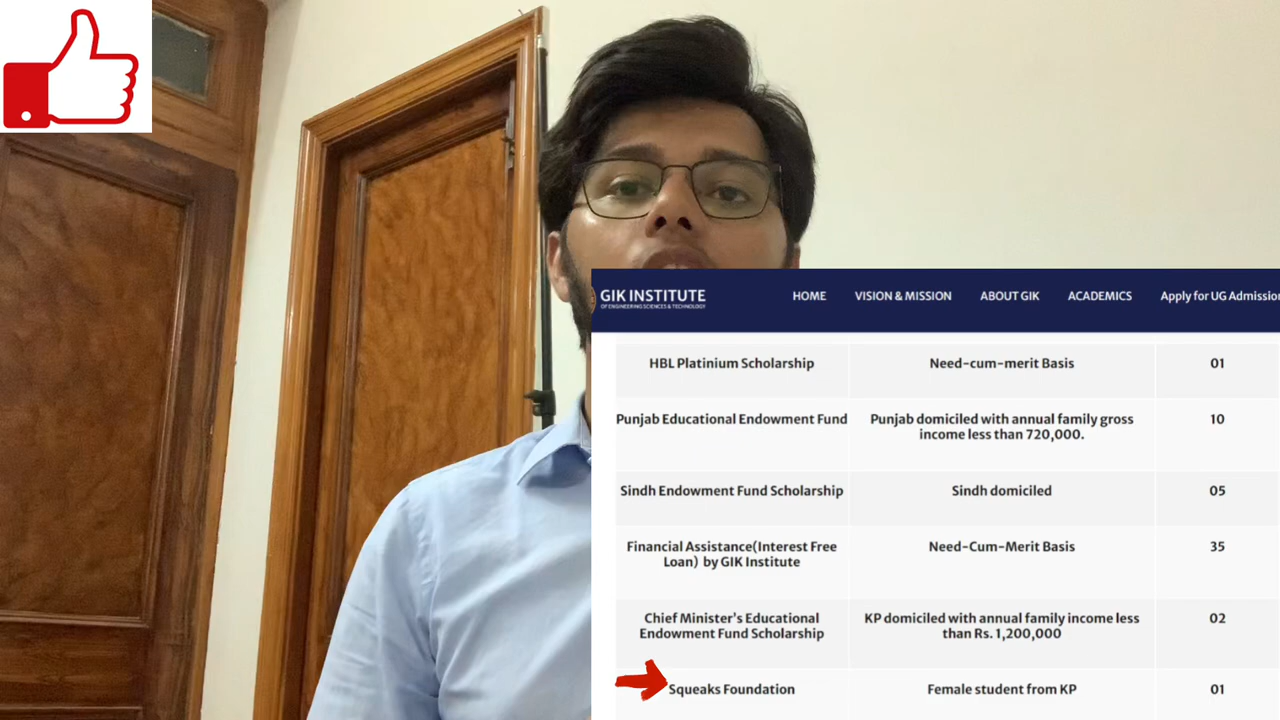 GIK INSTITUTE
OF ENGINEERING SCIENCES & TECHNOLOGY
HOME VISION & MISSION ABOUT GIK ACADEMICS Apply for UG Admission
HBL Platinium Scholarship Need-cum-merit Basis 01
Punjab Educational Endowment Fund Punjab domiciled with annual family gross
income less than 720,000. 10
Sindh Endowment Fund Scholarship Sindh domiciled 05
Financial Assistance(Interest Free
Loan) by GIK Institute Need-Cum-Merit Basis 35
Chief Minister's Educational
Endowment Fund Scholarship KP domiciled with annual family income less
than Rs. 1,200,000 02
Squeaks Foundation Female student from KP 01